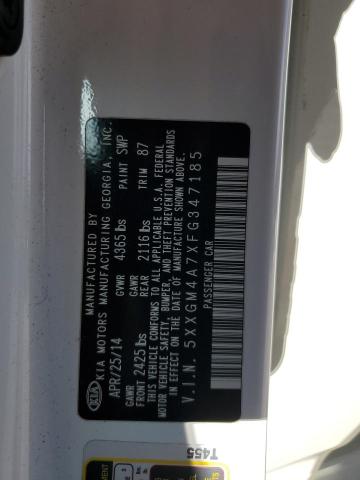 MANUFACTURED BY
KIA MOTORS MANUFACTURING GEORGIA, INC.
APR/25/14 GVWR 4365 lbs PAINT SWP
GAWR FRONT 2425 lbs GAWR REAR 2116 lbs TRIM 87
THIS VEHICLE CONFORMS TO ALL APPLICABLE U.S.A. FEDERAL
MOTOR VEHICLE SAFETY, BUMPER, AND THEFT PREVENTION STANDARDS
IN EFFECT ON THE DATE OF MANUFACTURE SHOWN ABOVE.
V.I.N. 5XXGM4A7XFG347185
PASSENGER CAR
KIA
T455